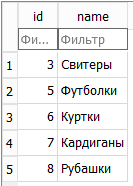 id name
Фи... Фильтр
1 3 Свитеры
2 5 Футболки
3 6 Куртки
4 7 Кардиганы
5 8 Рубашки